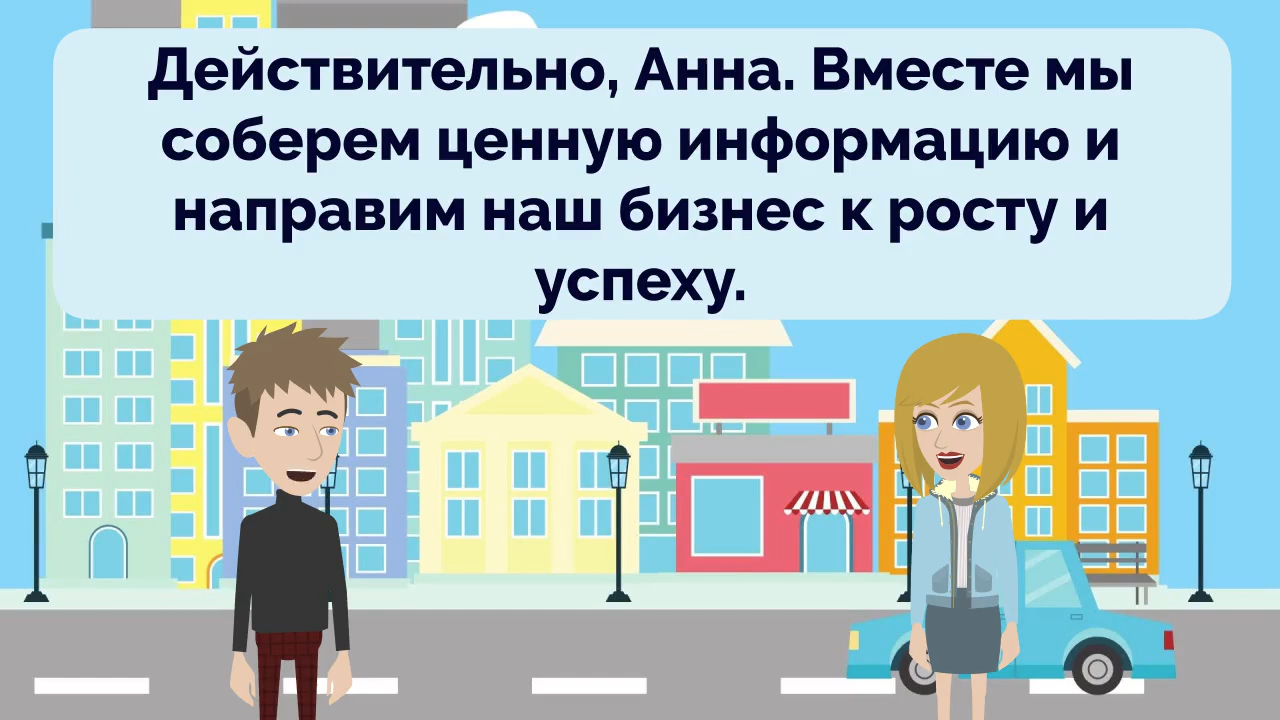 Действительно, Анна. Вместе мы
соберем ценную информацию и
направим наш бизнес к росту и
успеху.